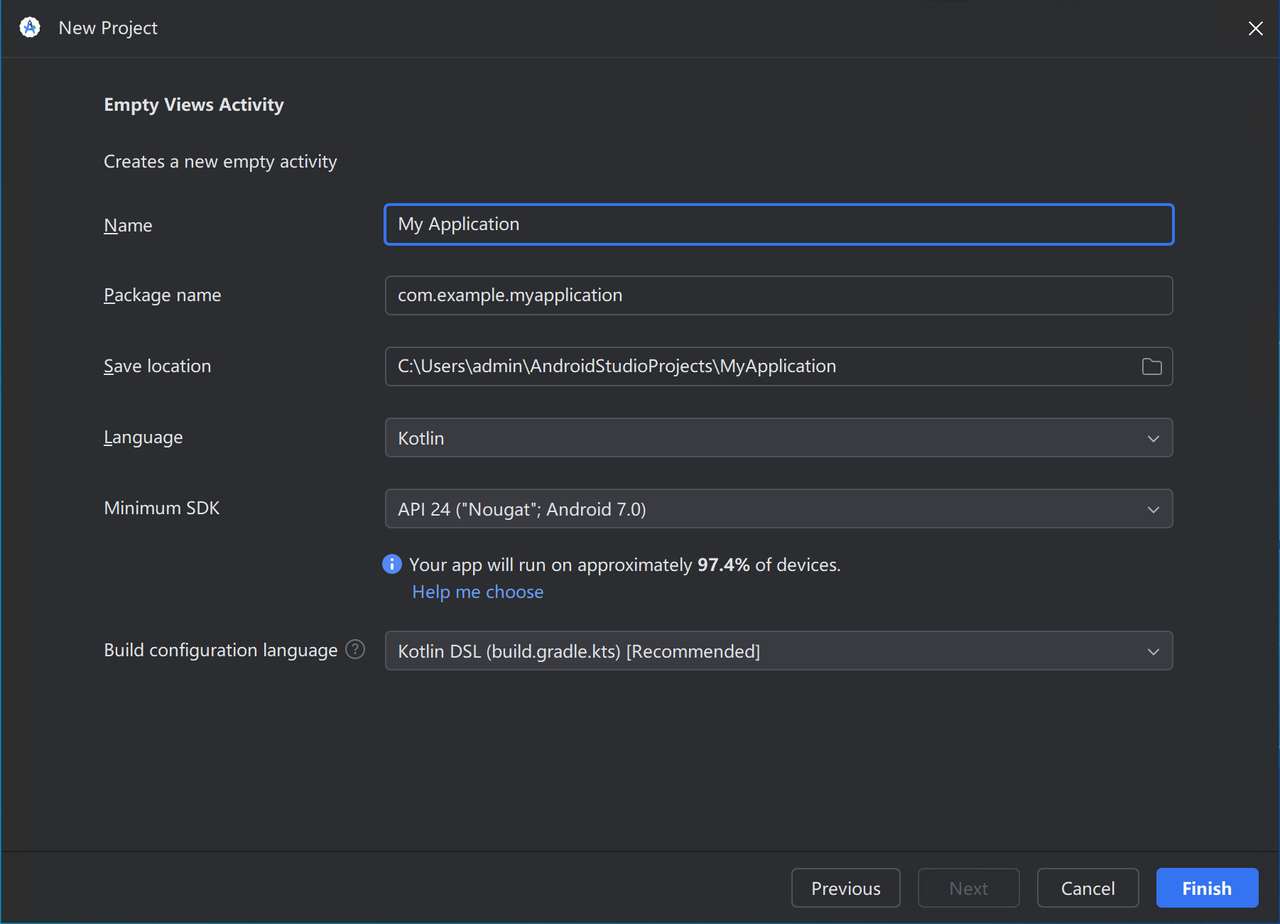 New Project
Empty Views Activity
Creates a new empty activity
Name
My Application
Package name
com.example.myapplication
Save location
C:\Users\admin\AndroidStudioProjects\MyApplication
Language
Kotlin
Minimum SDK
API 24 ("Nougat"; Android 7.0)
Your app will run on approximately 97.4% of devices.
Help me choose
Build configuration language ?
Kotlin DSL (build.gradle.kts) [Recommended]
Previous Next Cancel Finish